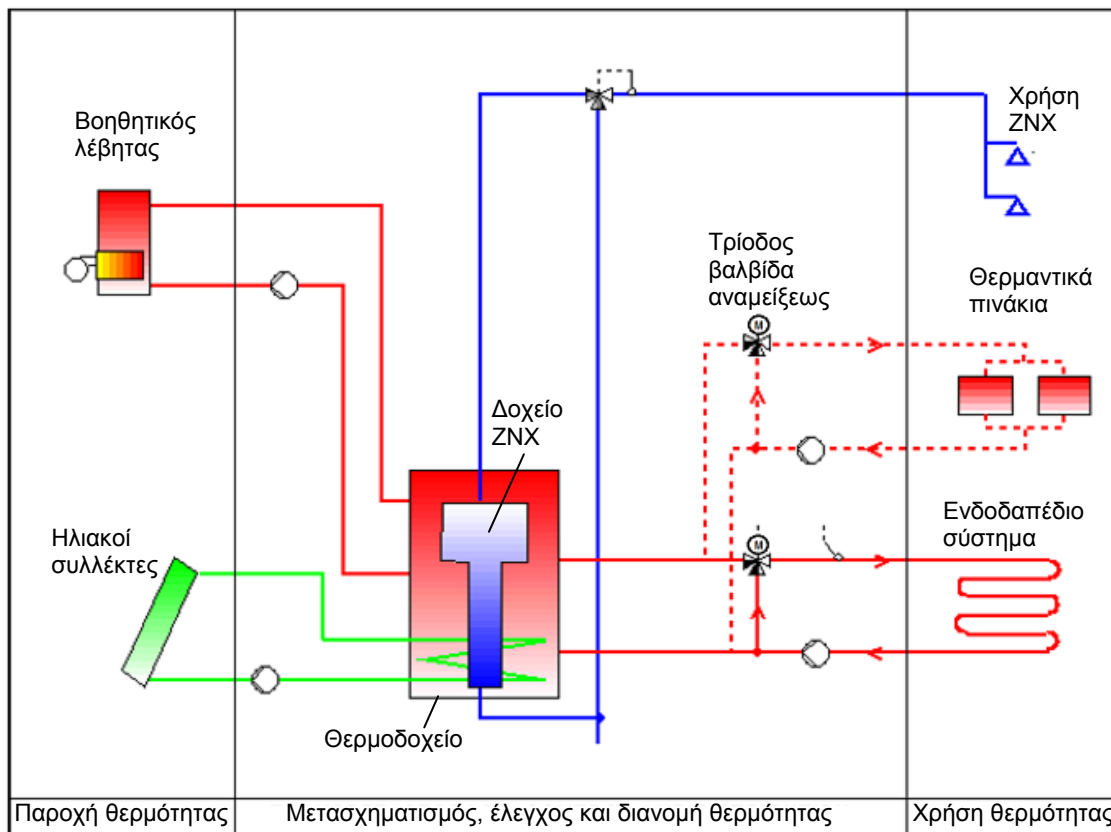 Βοηθητικός
λέβητας
Χρήση
ΖΝΧ
Τρίοδος
βαλβίδα
αναμείξεως
Θερμαντικά
πινάκια
M
Δοχείο
ΖΝΧ
Ηλιακοί
συλλέκτες
M
Ενδοδαπέδιο
σύστημα
Θερμοδοχείο
Παροχή θερμότητας
Μετασχηματισμός, έλεγχος και διανομή θερμότητας
Χρήση θερμότητας